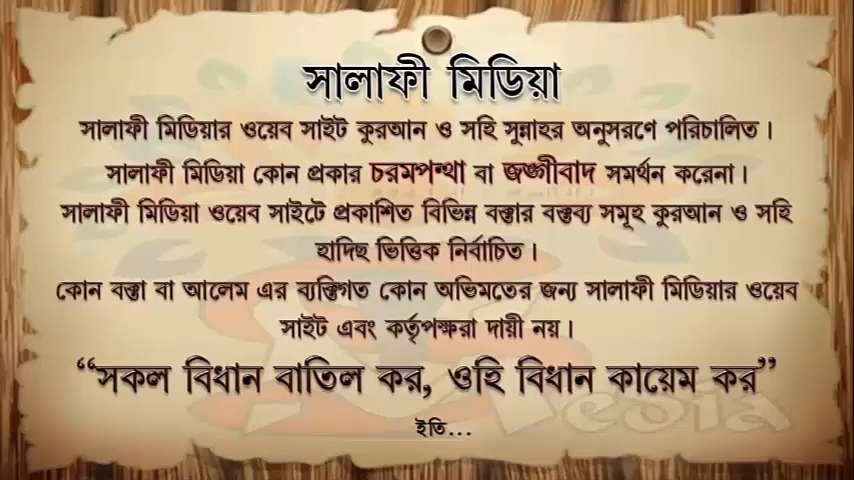 সালাফী মিডিয়া
সালাফী মিডিয়ার ওয়েব সাইট কুরআন ও সহি সুন্নাহর অনুসরণে পরিচালিত।
সালাফী মিডিয়া কোন প্রকার চরমপন্থা বা জঙ্গীবাদ সমর্থন করেনা।
সালাফী মিডিয়া ওয়েব সাইটে প্রকাশিত বিভিন্ন বক্তার বক্তব্য সমূহ কুরআন ও সহি
হাদিছ ভিত্তিক নির্বাচিত।
কোন বক্তা বা আলেম এর ব্যক্তিগত কোন অভিমতের জন্য সালাফী মিডিয়ার ওয়েব
সাইট এবং কর্তৃপক্ষরা দায়ী নয়।
“সকল বিধান বাতিল কর, ওহি বিধান কায়েম কর”
ইতি...